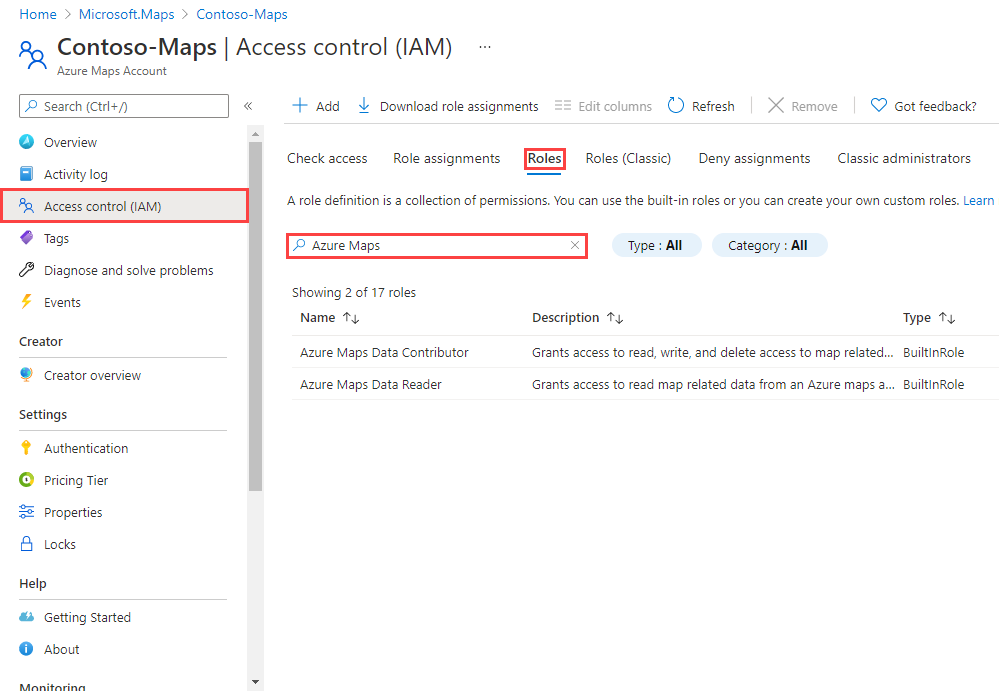 Home > Microsoft.Maps > Contoso-Maps
Contoso-Maps | Access control (IAM) ...
Azure Maps Account
Search (Ctrl+/)
«
Add
Download role assignments
Edit columns
Refresh
Remove
Got feedback?
Overview
Activity log
Access control (IAM)
Tags
Diagnose and solve problems
Events
Creator
Creator overview
Settings
Authentication
Pricing Tier
Properties
Locks
Help
Getting Started
About
Monitoring
Check access
Role assignments
Roles
Roles (Classic)
Deny assignments
Classic administrators
A role definition is a collection of permissions. You can use the built-in roles or you can create your own custom roles. Learn
Azure Maps
Type : All
Category : All
Showing 2 of 17 roles
Name ↑↓ Description ↑↓ Type ↑↓
Azure Maps Data Contributor Grants access to read, write, and delete access to map related... BuiltInRole
Azure Maps Data Reader Grants access to read map related data from an Azure maps a... BuiltInRole